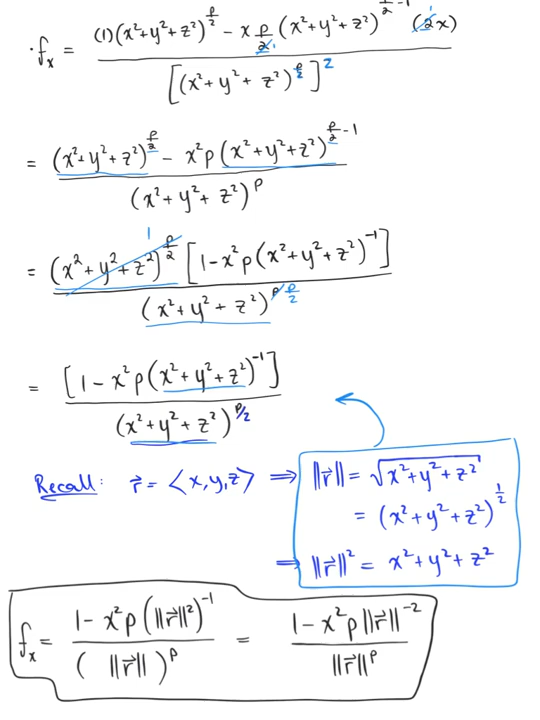 · fₓ = ((1)(x²+y²+z²)^(p/2) − x p/2 (x²+y²+z²)^(p/2 −1) (2x)) / [(x²+y²+z²)^(p/2)]²
= ((x²+y²+z²)^(p/2) − x²p(x²+y²+z²)^(p/2 −1)) / (x²+y²+z²)^p
= ((x²+y²+z²)^(p/2) [1−x²p(x²+y²+z²)^(−1)]) / (x²+y²+z²)^(p p/2)
= [1−x²p(x²+y²+z²)^(−1)] / (x²+y²+z²)^(p/2)
Recall: r⃗ = ⟨x,y,z⟩ ⟹ ‖r⃗‖ = √(x²+y²+z²)
= (x²+y²+z²)^(1/2)
⟹ ‖r⃗‖² = x²+y²+z²
fₓ = (1−x²p(‖r⃗‖²)^(−1)) / (‖r⃗‖)^p = (1−x²p‖r⃗‖^(−2)) / ‖r⃗‖^p